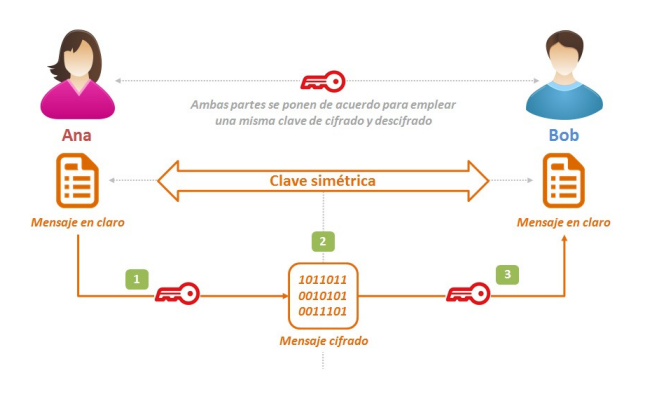 Ambas partes se ponen de acuerdo para emplear
una misma clave de cifrado y descifrado
Ana
Bob
Clave simétrica
Mensaje en claro
Mensaje en claro
2
1
3
1011011
0010101
0011101
Mensaje cifrado